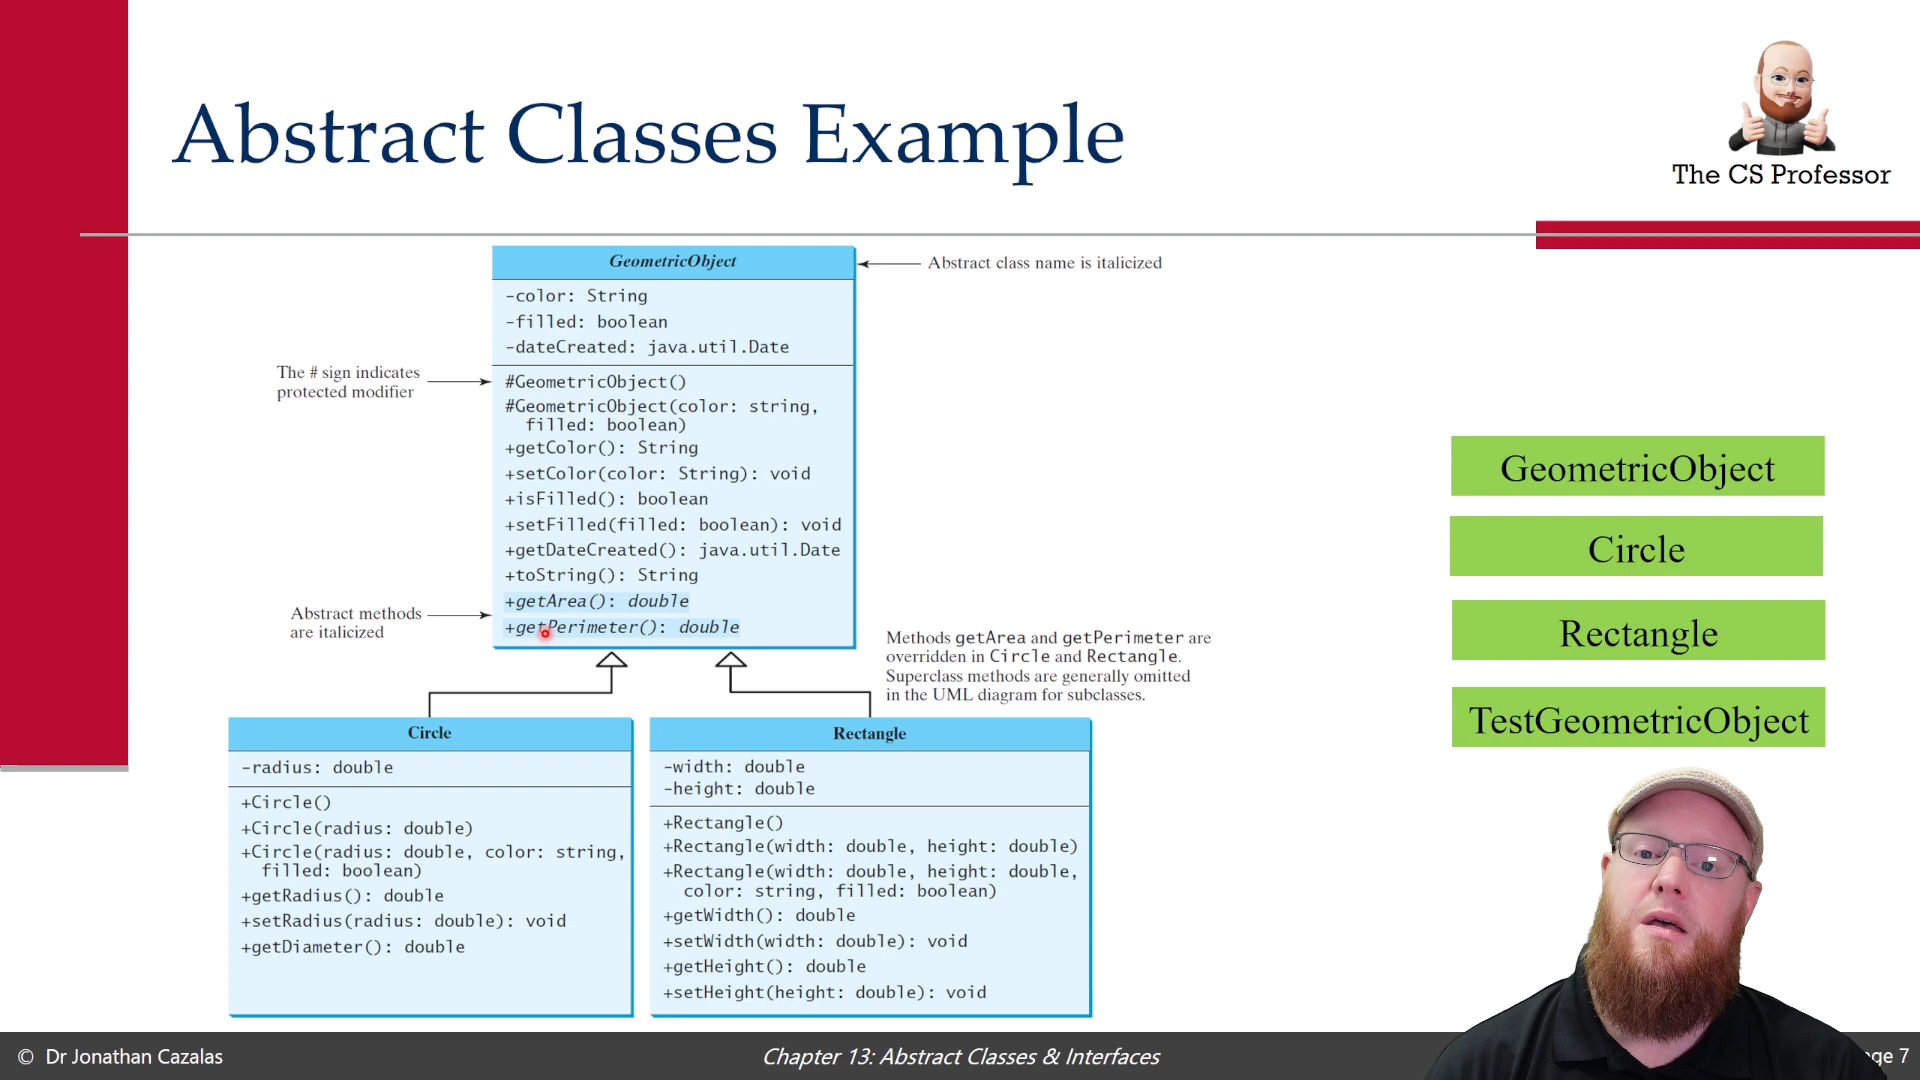 Abstract Classes Example
The CS Professor
GeometricObject
Abstract class name is italicized
-color: String
-filled: boolean
-dateCreated: java.util.Date
The # sign indicates
protected modifier
#GeometricObject()
#GeometricObject(color: string,
filled: boolean)
+getColor(): String
+setColor(color: String): void
+isFilled(): boolean
+setFilled(filled: boolean): void
+getDateCreated(): java.util.Date
+toString(): String
+getArea(): double
+getPerimeter(): double
Abstract methods
are italicized
Methods getArea and getPerimeter are
overridden in Circle and Rectangle.
Superclass methods are generally omitted
in the UML diagram for subclasses.
Circle
-radius: double
+Circle()
+Circle(radius: double)
+Circle(radius: double, color: string,
filled: boolean)
+getRadius(): double
+setRadius(radius: double): void
+getDiameter(): double
Rectangle
-width: double
-height: double
+Rectangle()
+Rectangle(width: double, height: double)
+Rectangle(width: double, height: double,
color: string, filled: boolean)
+getWidth(): double
+setWidth(width: double): void
+getHeight(): double
+setHeight(height: double): void
GeometricObject
Circle
Rectangle
TestGeometricObject
© Dr Jonathan Cazalas
Chapter 13: Abstract Classes & Interfaces
7